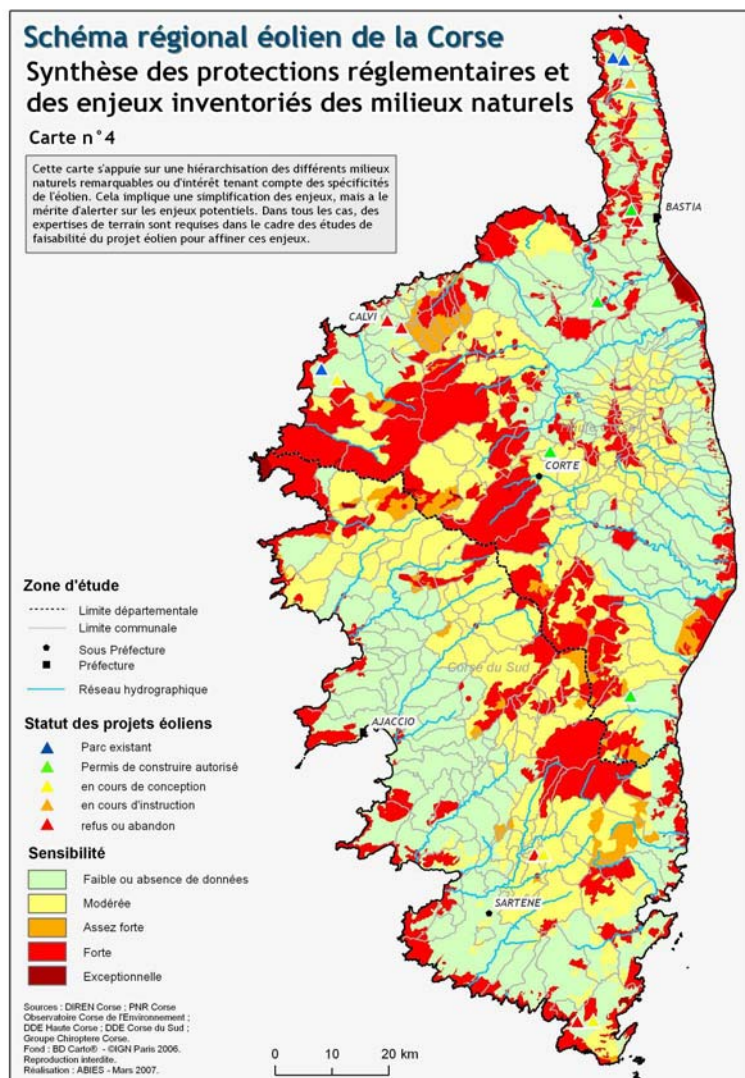 Schéma régional éolien de la Corse
Synthèse des protections réglementaires et
des enjeux inventoriés des milieux naturels
Carte n°4
Cette carte s'appuie sur une hiérarchisation des différents milieux
naturels remarquables ou d'intérêt tenant compte des spécificités
de l'éolien. Cela implique une simplification des enjeux, mais a le
mérite d'alerter sur les enjeux potentiels. Dans tous les cas, des
expertises de terrain sont requises dans le cadre des études de
faisabilité du projet éolien pour affiner ces enjeux.
BASTIA
CALVI
Haute Corse
CORTE
Corse du Sud
AJACCIO
SARTENE
Zone d'étude
Limite départementale
Limite communale
Sous Préfecture
Préfecture
Réseau hydrographique
Statut des projets éoliens
Parc existant
Permis de construire autorisé
en cours de conception
en cours d'instruction
refus ou abandon
Sensibilité
Faible ou absence de données
Modérée
Assez forte
Forte
Exceptionnelle
Sources : DIREN Corse ; PNR Corse
Observatoire Corse de l'Environnement ;
DDE Haute Corse ; DDE Corse du Sud ;
Groupe Chiroptere Corse.
Fond : BD Carto® - ©IGN Paris 2006.
Reproduction interdite.
Réalisation : ABIES - Mars 2007.
0 10 20 km